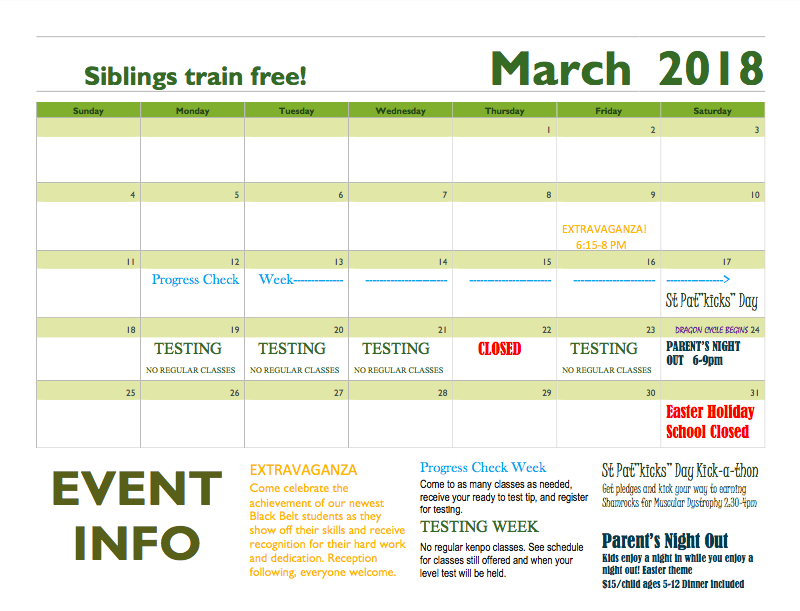 Siblings train free!
March 2018
Sunday Monday Tuesday Wednesday Thursday Friday Saturday
1 2 3
4 5 6 7 8 9 10
EXTRAVAGANZA!
6:15-8 PM
11 12 13 14 15 16 17
Progress Check Week--------------- ------------------------- ------------------------- ------------------------- ----------------->
St Pat"kicks" Day
18 19 20 21 22 23 DRAGON CYCLE BEGINS 24
TESTING TESTING TESTING CLOSED TESTING PARENT'S NIGHT
OUT 6-9pm
NO REGULAR CLASSES NO REGULAR CLASSES NO REGULAR CLASSES NO REGULAR CLASSES
25 26 27 28 29 30 31
Easter Holiday
School Closed
EVENT
INFO
EXTRAVAGANZA
Come celebrate the
achievement of our newest
Black Belt students as they
show off their skills and receive
recognition for their hard work
and dedication. Reception
following, everyone welcome.
Progress Check Week
Come to as many classes as needed,
receive your ready to test tip, and register
for testing.
TESTING WEEK
No regular kenpo classes. See schedule
for classes still offered and when your
level test will be held.
St Pat"kicks" Day Kick-a-thon
Get pledges and kick your way to earning
Shamrocks for Muscular Dystrophy 2.30-4pm
Parent's Night Out
Kids enjoy a night in while you enjoy a
night out! Easter theme
$15/child ages 5-12 Dinner included